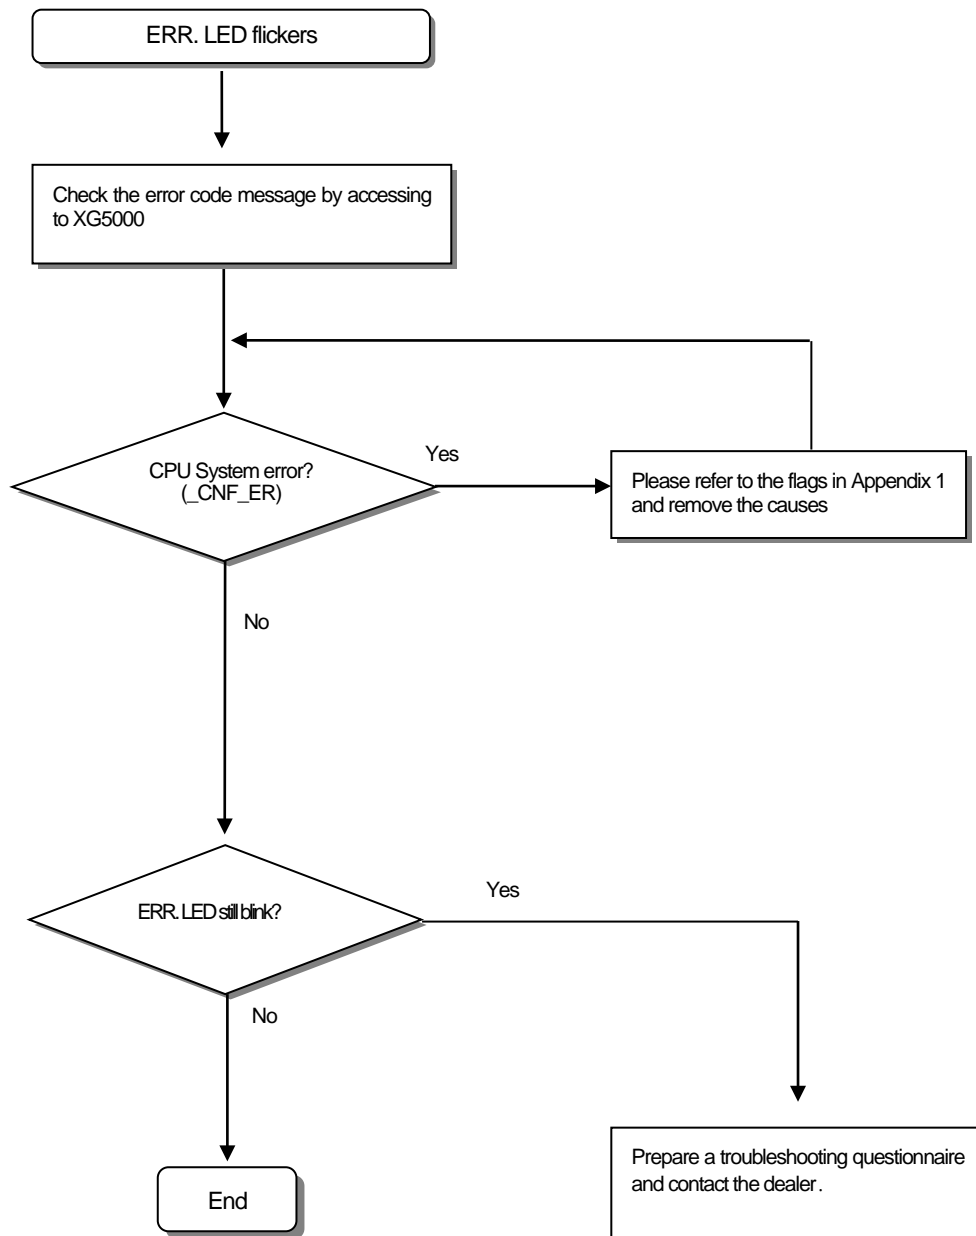 ERR. LED flickers
Check the error code message by accessing
to XG5000
CPU System error?
(_CNF_ER)
Yes
Please refer to the flags in Appendix 1
and remove the causes
No
ERR. LED still blink?
Yes
No
End
Prepare a troubleshooting questionnaire
and contact the dealer.